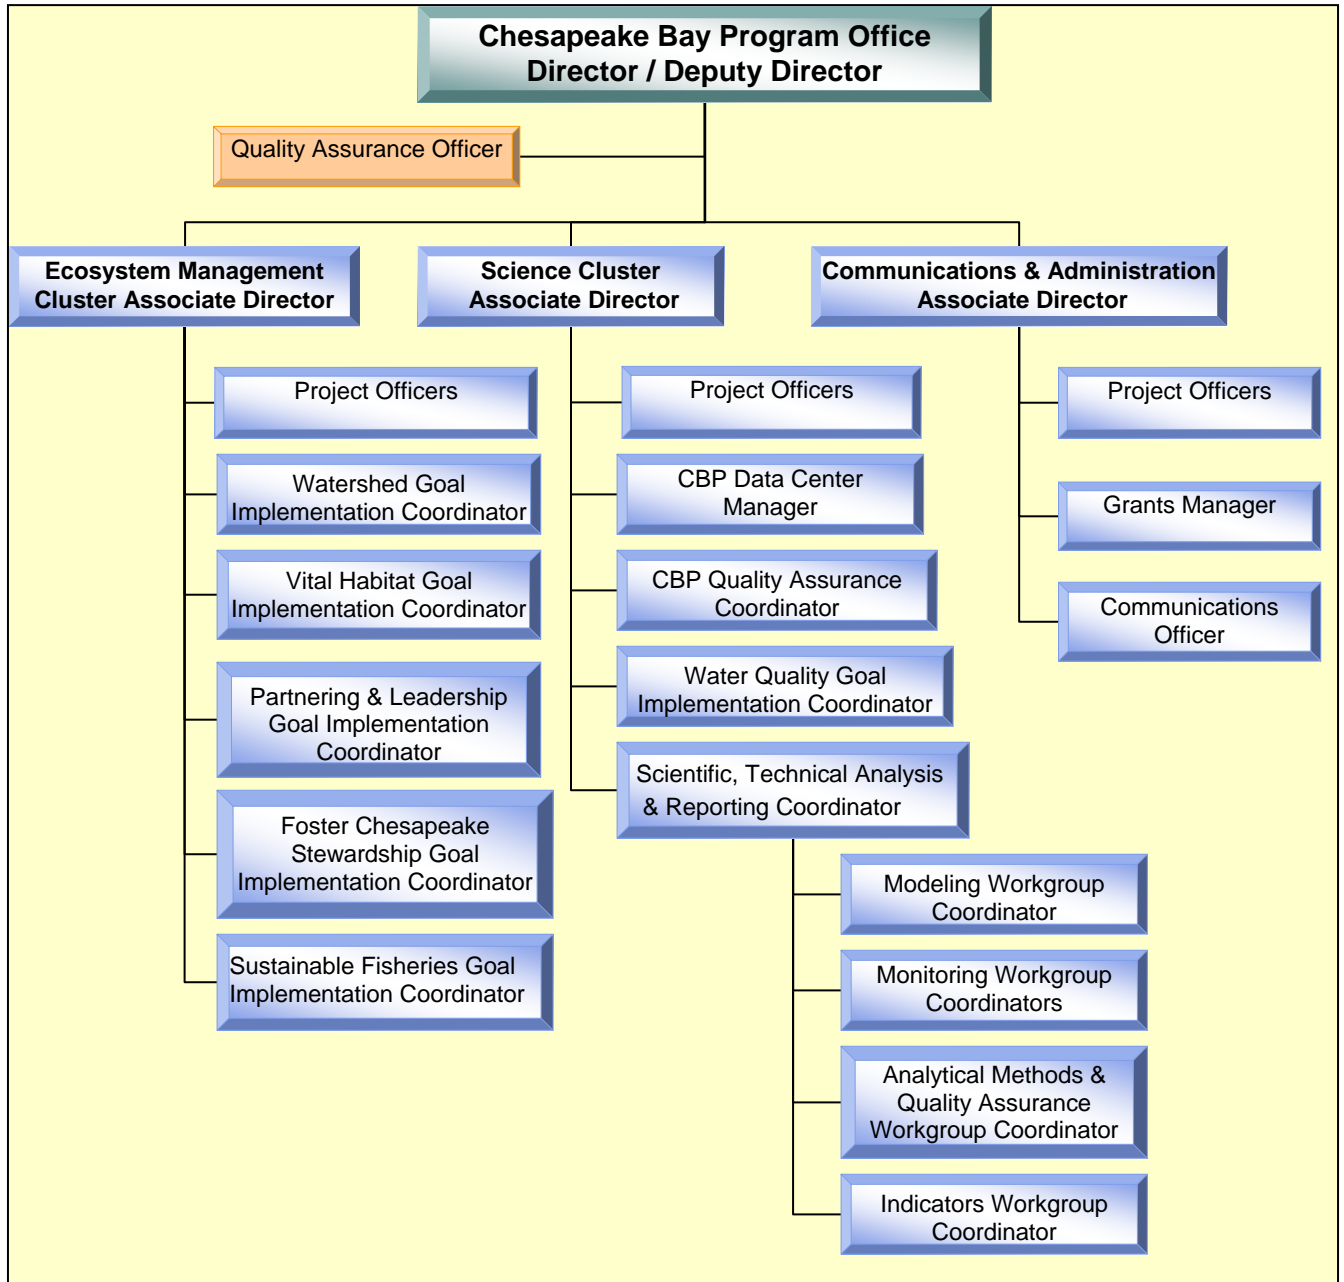 Chesapeake Bay Program Office
Director / Deputy Director
Quality Assurance Officer
Ecosystem Management
Cluster Associate Director
Science Cluster
Associate Director
Communications & Administration
Associate Director
Project Officers
Watershed Goal
Implementation Coordinator
Vital Habitat Goal
Implementation Coordinator
Partnering & Leadership
Goal Implementation
Coordinator
Foster Chesapeake
Stewardship Goal
Implementation Coordinator
Sustainable Fisheries Goal
Implementation Coordinator
Project Officers
CBP Data Center
Manager
CBP Quality Assurance
Coordinator
Water Quality Goal
Implementation Coordinator
Scientific, Technical Analysis
& Reporting Coordinator
Modeling Workgroup
Coordinator
Monitoring Workgroup
Coordinators
Analytical Methods &
Quality Assurance
Workgroup Coordinator
Indicators Workgroup
Coordinator
Project Officers
Grants Manager
Communications
Officer